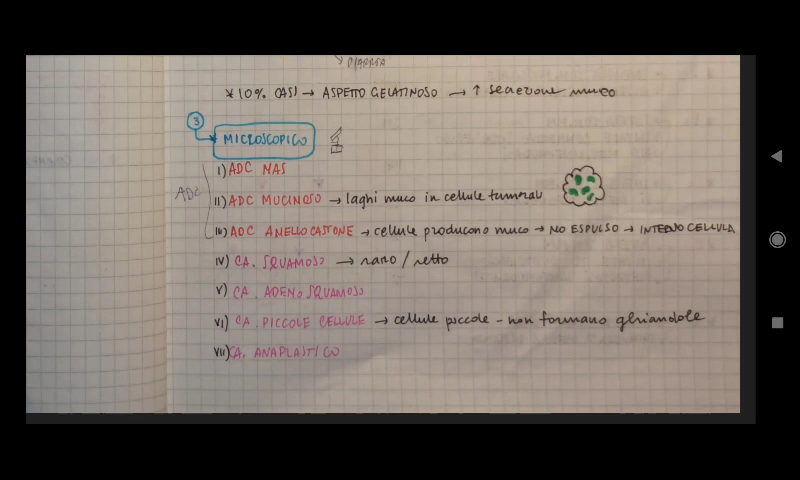 DIARREA
* 10% CASI → ASPETTO GELATINOSO → ↑ secrezione muco
3
MICROSCOPICO
ADC
I) ADC NAS
II) ADC MUCINOSO → laghi muco in cellule tumorali
III) ADC ANELLO CASTONE → cellule producono muco → NO ESPULSO → INTERNO CELLULA
IV) CA. SQUAMOSO → raro / retto
V) CA. ADENOSQUAMOSO
VI) CA. PICCOLE CELLULE → cellule piccole - non formano ghiandole
VII) CA. ANAPLASTICO